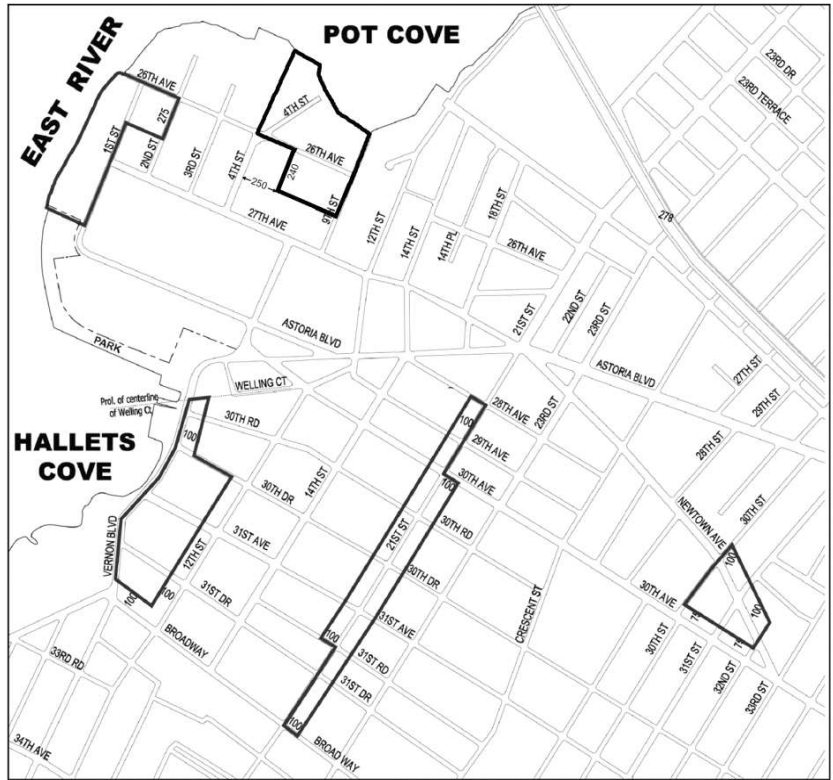 POT COVE
EAST RIVER
26TH AVE
275
1ST ST
2ND ST
3RD ST
4TH ST
4TH ST
26TH AVE
240
250
9TH ST
27TH AVE
12TH ST
14TH ST
14TH PL
18TH ST
26TH AVE
278
23RD DR
23RD TERRACE
21ST ST
22ND ST
23RD ST
ASTORIA BLVD
ASTORIA BLVD
27TH ST
29TH ST
28TH ST
30TH ST
PARK
WELLING CT
Prol. of centerling
of Welling Ct.
HALLETS
COVE
100
30TH RD
28TH AVE
23RD ST
100
29TH AVE
30TH AVE
100
30TH RD
30TH DR
14TH ST
31ST AVE
21ST ST
30TH DR
VERNON BLVD
12TH ST
31ST DR
100
100
BROADWAY
31ST AVE
100
31ST RD
31ST DR
100
BROAD WAY
CRESCENT ST
NEWTOWN AVE
30TH AVE
100
100
75
75
30TH ST
31ST ST
32ND ST
33RD ST
33RD RD
34TH AVE